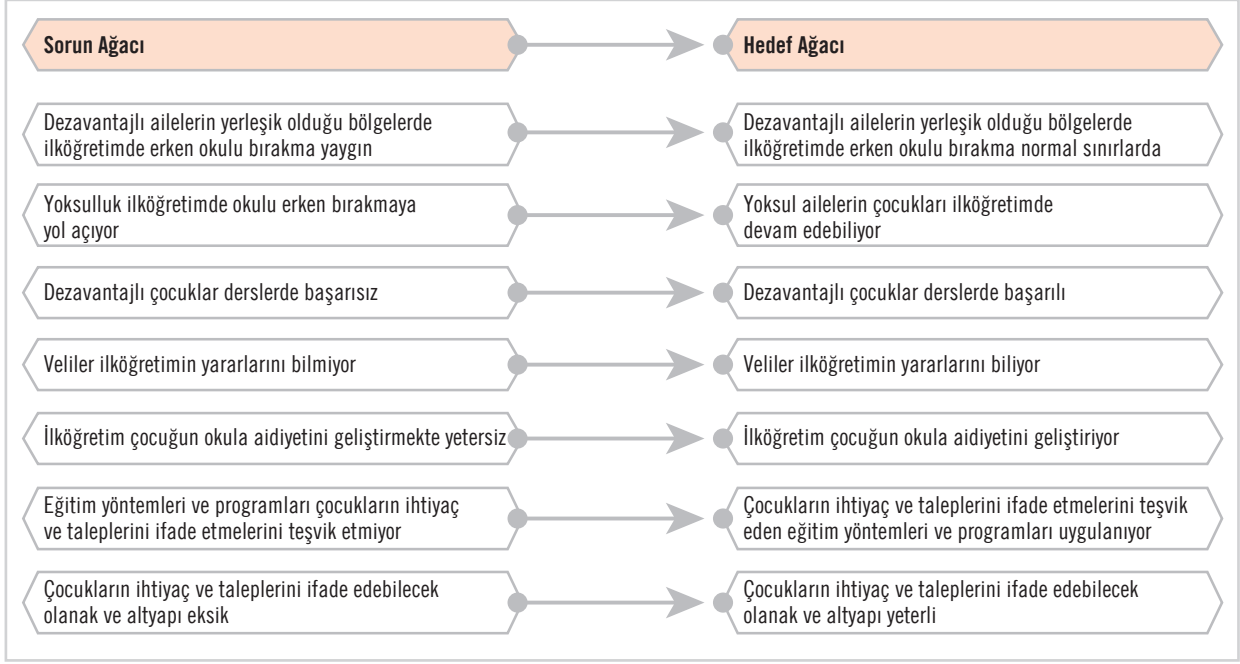 Sorun Ağacı
Hedef Ağacı
Dezavantajlı ailelerin yerleşik olduğu bölgelerde
ilköğretimde erken okulu bırakma yaygın
Dezavantajlı ailelerin yerleşik olduğu bölgelerde
ilköğretimde erken okulu bırakma normal sınırlarda
Yoksulluk ilköğretimde okulu erken bırakmaya
yol açıyor
Yoksul ailelerin çocukları ilköğretimde
devam edebiliyor
Dezavantajlı çocuklar derslerde başarısız
Dezavantajlı çocuklar derslerde başarılı
Veliler ilköğretimin yararlarını bilmiyor
Veliler ilköğretimin yararlarını biliyor
İlköğretim çocuğun okula aidiyetini geliştirmekte yetersiz
İlköğretim çocuğun okula aidiyetini geliştiriyor
Eğitim yöntemleri ve programları çocukların ihtiyaç
ve taleplerini ifade etmelerini teşvik etmiyor
Çocukların ihtiyaç ve taleplerini ifade etmelerini teşvik
eden eğitim yöntemleri ve programları uygulanıyor
Çocukların ihtiyaç ve taleplerini ifade edebilecek
olanak ve altyapı eksik
Çocukların ihtiyaç ve taleplerini ifade edebilecek
olanak ve altyapı yeterli